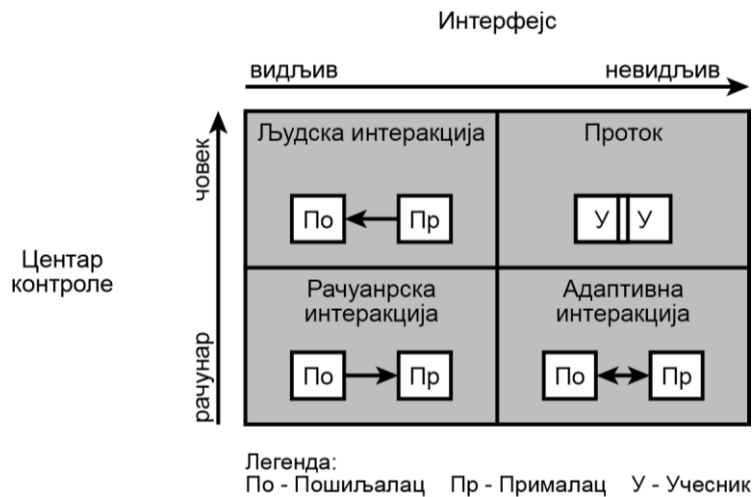 Интерфејс
видљив невидљив
Људска интеракција Проток
човек
По Пр У У
Центар
контроле
Рачуанрска
интеракција
Адаптивна
интеракција
рачунар
По Пр По Пр
Легенда:
По - Пошиљалац Пр - Прималац У - Учесник